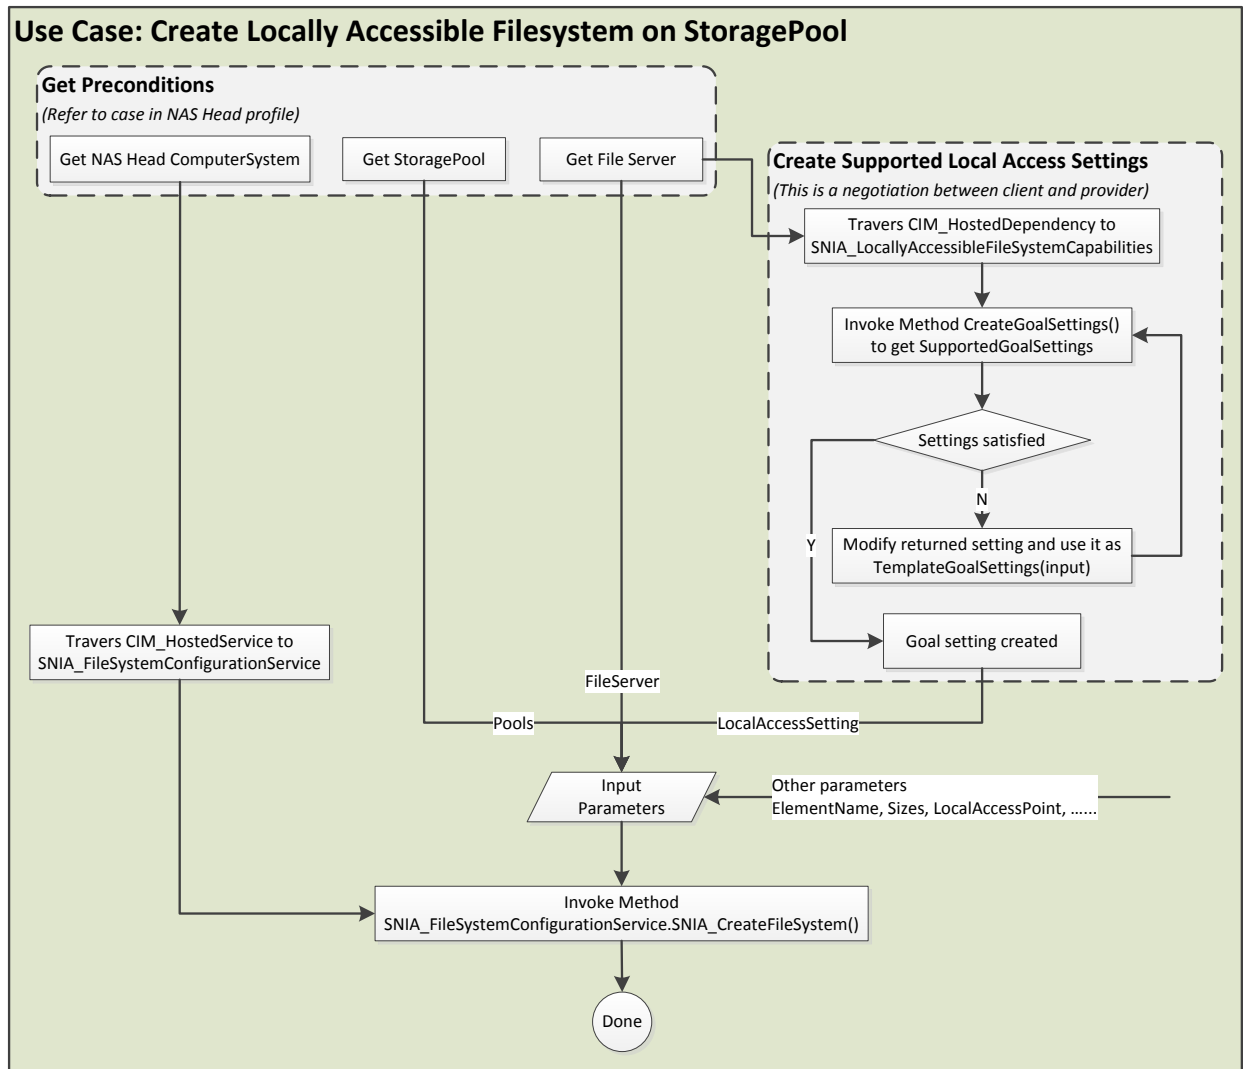 Use Case: Create Locally Accessible Filesystem on StoragePool
Get Preconditions
(Refer to case in NAS Head profile)
Get NAS Head ComputerSystem
Get StoragePool
Get File Server
Create Supported Local Access Settings
(This is a negotiation between client and provider)
Travers CIM_HostedDependency to
SNIA_LocallyAccessibleFileSystemCapabilities
Invoke Method CreateGoalSettings()
to get SupportedGoalSettings
Settings satisfied
N
Y
Modify returned setting and use it as
TemplateGoalSettings(input)
Goal setting created
Travers CIM_HostedService to
SNIA_FileSystemConfigurationService
FileServer
Pools
LocalAccessSetting
Input
Parameters
Other parameters
ElementName, Sizes, LocalAccessPoint, …...
Invoke Method
SNIA_FileSystemConfigurationService.SNIA_CreateFileSystem()
Done